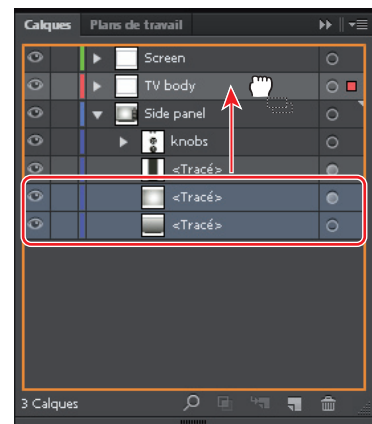 Calques Plans de travail
Screen
TV body
Side panel
knobs
<Tracé>
<Tracé>
<Tracé>
3 Calques